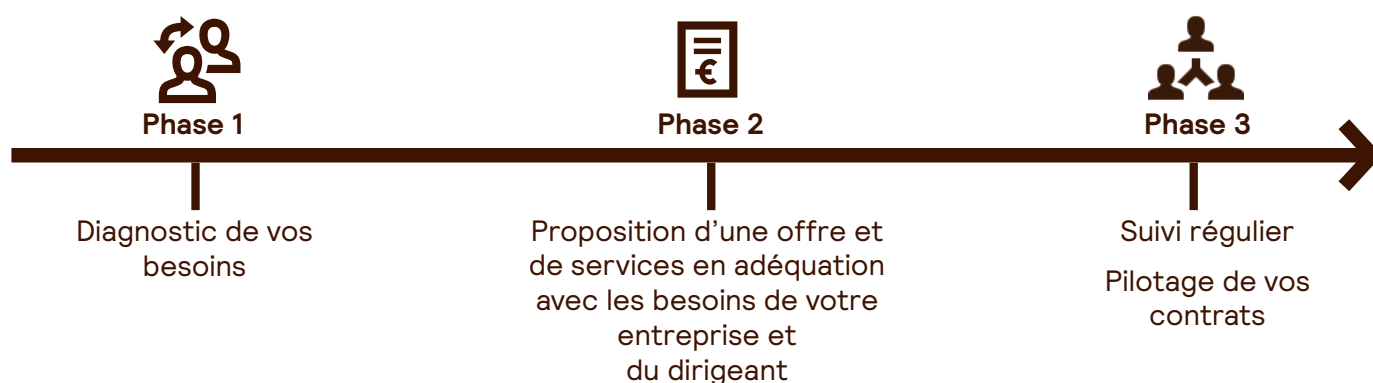 €
Phase 1
Phase 2
Phase 3
Diagnostic de vos
besoins
Proposition d’une offre et
de services en adéquation
avec les besoins de votre
entreprise et
du dirigeant
Suivi régulier
Pilotage de vos
contrats